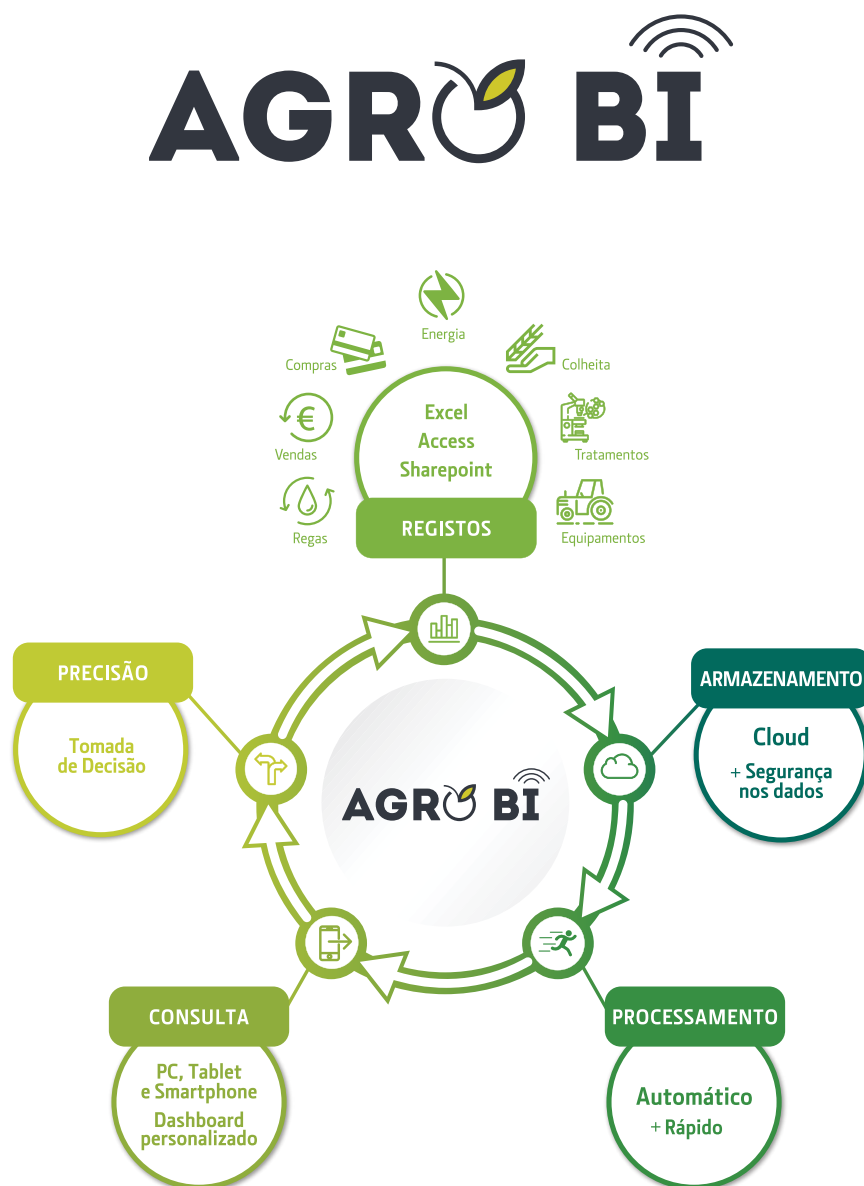 AGRO BI
Energia
Compras
Colheita
Vendas
Tratamentos
Regas
Equipamentos
Excel
Access
Sharepoint
REGISTOS
PRECISÃO
Tomada
de Decisão
ARMAZENAMENTO
Cloud
+ Segurança
nos dados
AGRO BI
CONSULTA
PC, Tablet
e Smartphone
Dashboard
personalizado
PROCESSAMENTO
Automático
+ Rápido